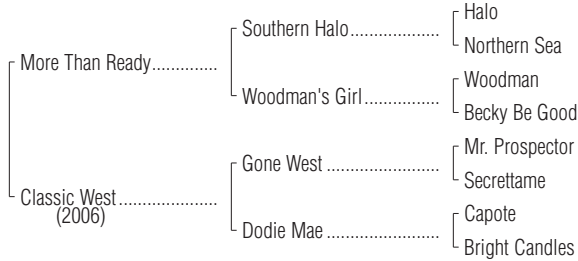 Halo
Southern Halo....................
Northern Sea
More Than Ready..............
Woodman
Woodman's Girl.................
Becky Be Good
Mr. Prospector
Gone West ........................
Secrettame
Classic West.....................
(2006)
Capote
Dodie Mae ........................
Bright Candles